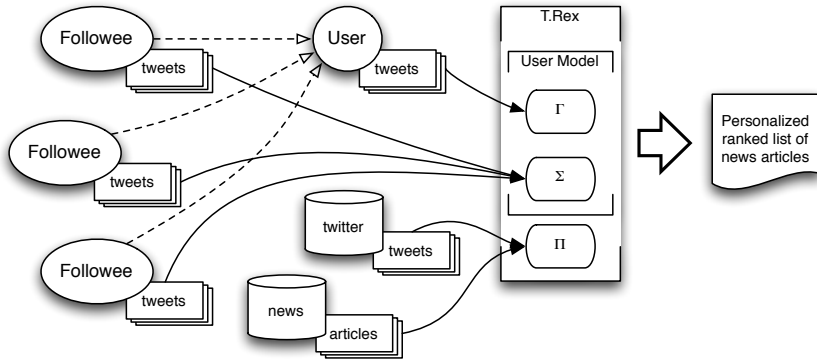 T.Rex
Followee
User
tweets
tweets
User Model
Γ
Personalized
ranked list of
news articles
Followee
tweets
Σ
twitter
tweets
Π
Followee
tweets
news
articles